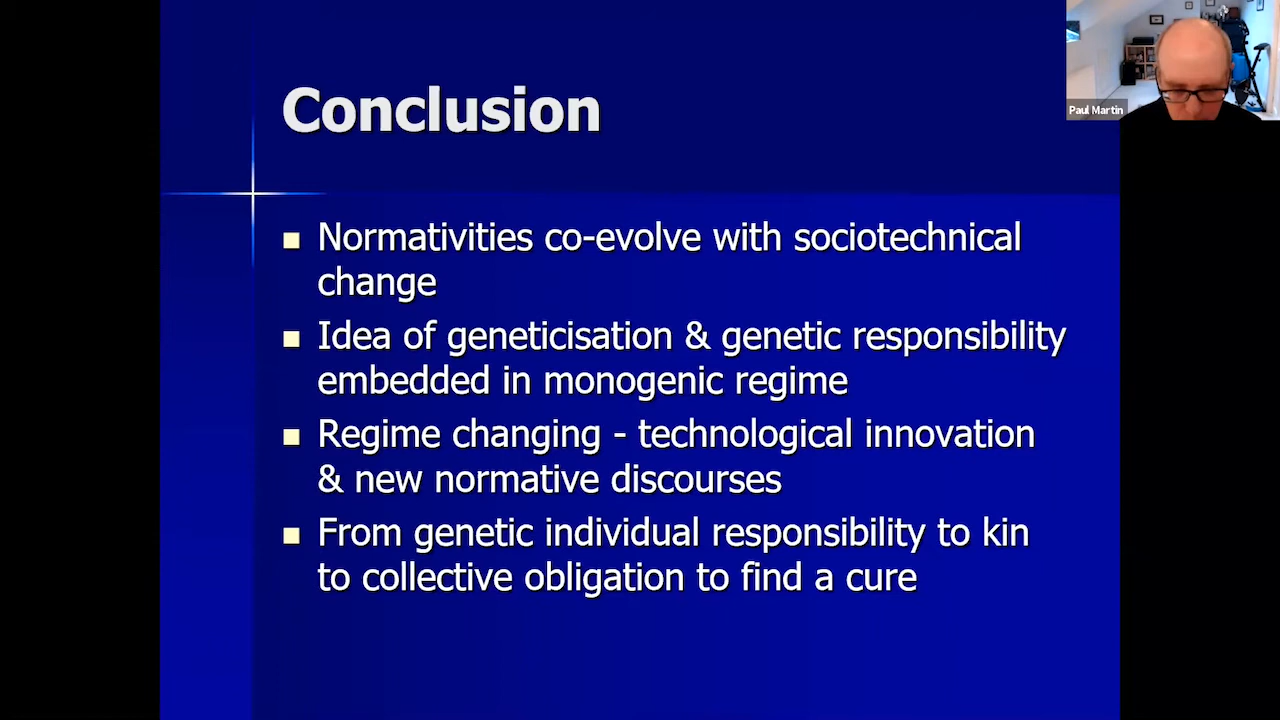 Conclusion
Paul Martin
Normativities co-evolve with sociotechnical
change
Idea of geneticisation & genetic responsibility
embedded in monogenic regime
Regime changing - technological innovation
& new normative discourses
From genetic individual responsibility to kin
to collective obligation to find a cure